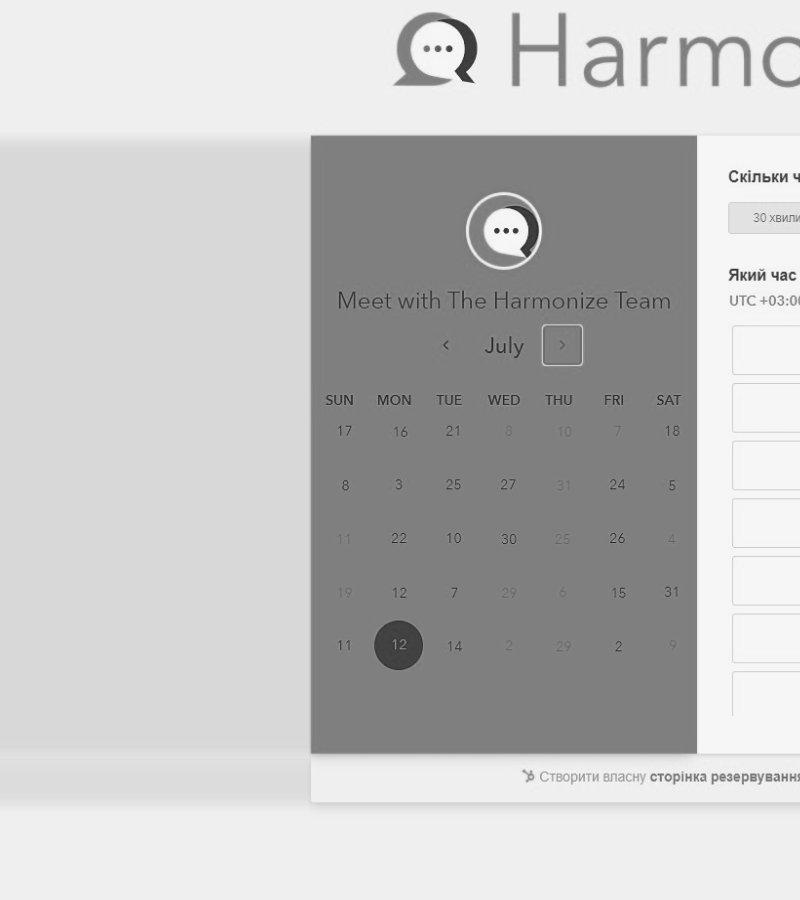 Harmo
Meet with The Harmonize Team
‹ July ›
SUN MON TUE WED THU FRI SAT
17 16 21 8 10 7 18
8 3 25 27 31 24 5
11 22 10 30 25 26 4
19 12 7 29 6 15 31
11 12 14 2 29 2 9
Скільки ч
30 хвили
Який час
UTC +03:00
Створити власну сторінка резервування